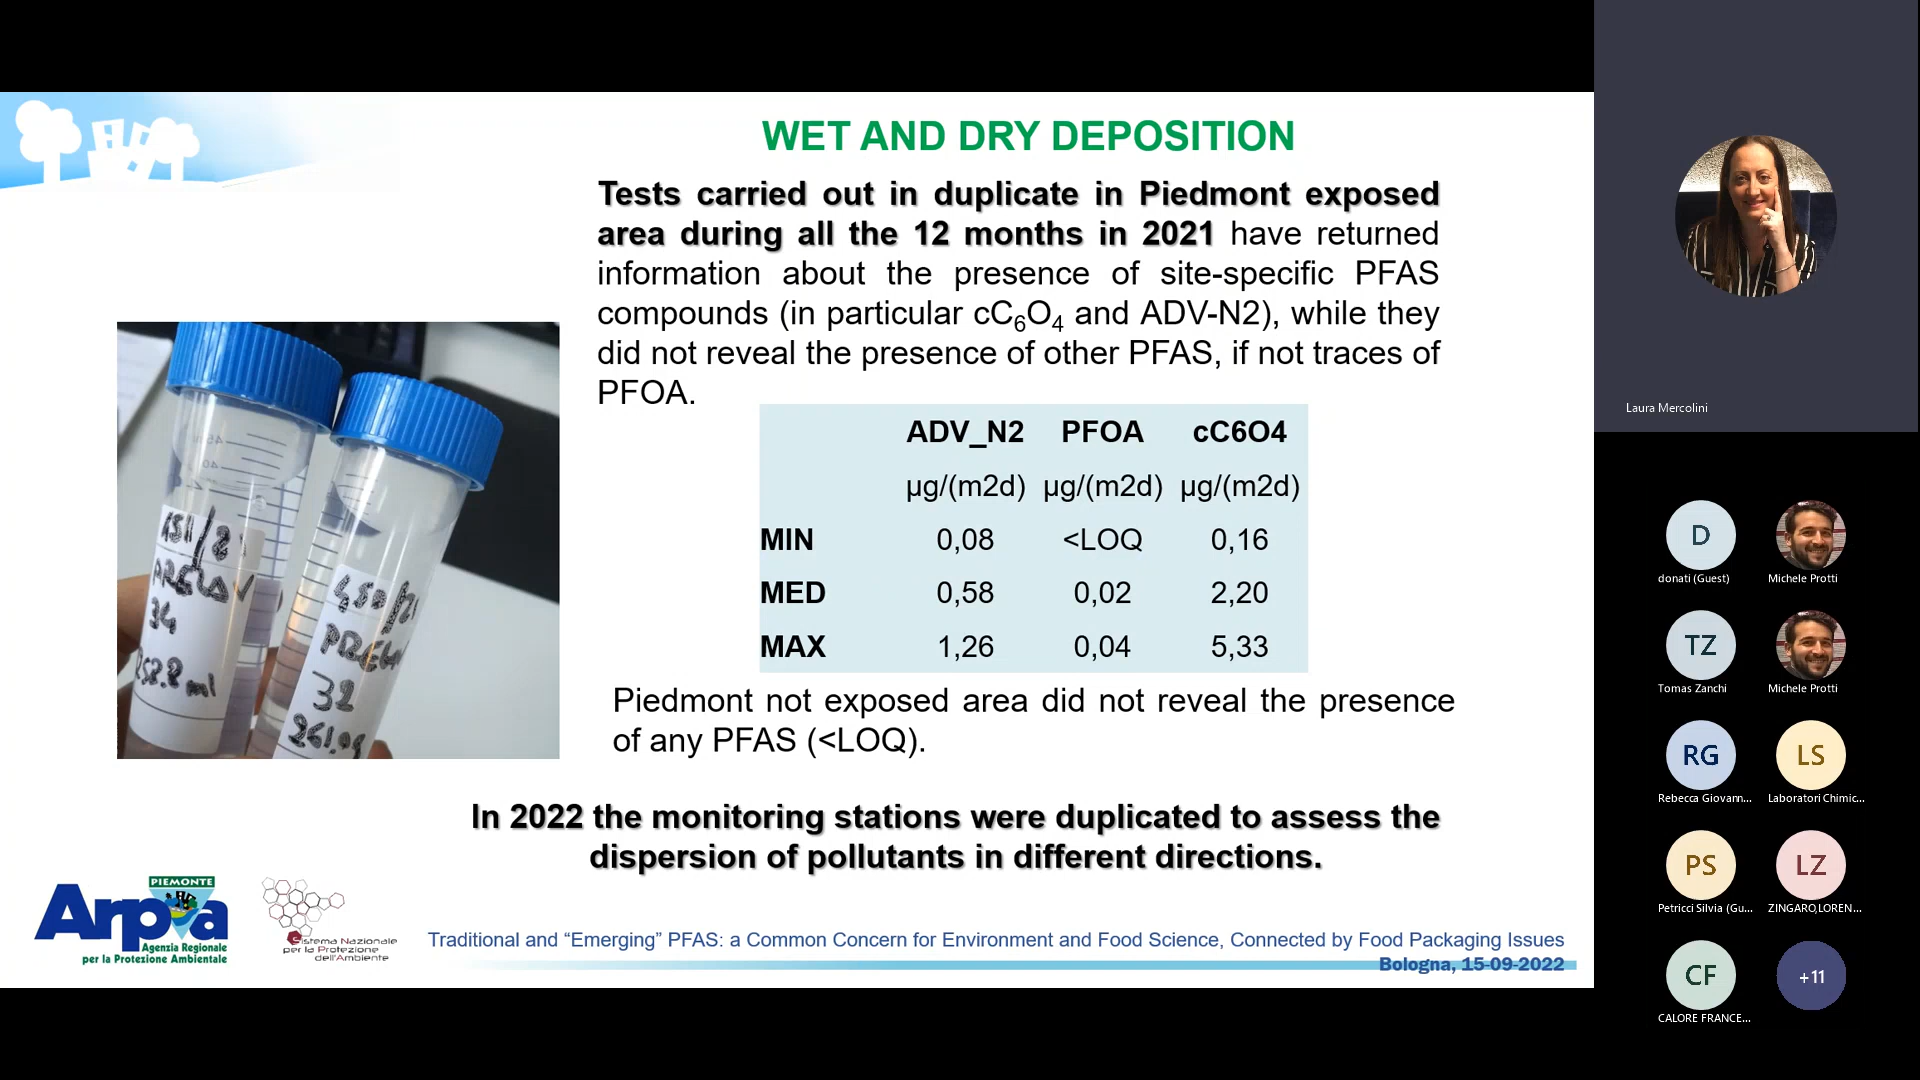 WET AND DRY DEPOSITION
Tests carried out in duplicate in Piedmont exposed
area during all the 12 months in 2021 have returned
information about the presence of site-specific PFAS
compounds (in particular cC6O4 and ADV-N2), while they
did not reveal the presence of other PFAS, if not traces of
PFOA.
ADV_N2 PFOA cC6O4
µg/(m2d) µg/(m2d) µg/(m2d)
MIN 0,08 <LOQ 0,16
MED 0,58 0,02 2,20
MAX 1,26 0,04 5,33
Piedmont not exposed area did not reveal the presence
of any PFAS (<LOQ).
In 2022 the monitoring stations were duplicated to assess the
dispersion of pollutants in different directions.
45
40
34
32
PIEMONTE
Arpa
Agenzia Regionale
per la Protezione Ambientale
Sistema Nazionale
per la Protezione
dell'Ambiente
Traditional and “Emerging” PFAS: a Common Concern for Environment and Food Science, Connected by Food Packaging Issues
Bologna, 15-09-2022
Laura Mercolini
D
donati (Guest)
Michele Protti
TZ
Tomas Zanchi
Michele Protti
RG
Rebecca Giovann...
LS
Laboratori Chimic...
PS
Petricci Silvia (Gu...
LZ
ZINGARO,LOREN...
CF
CALORE FRANCE...
+11